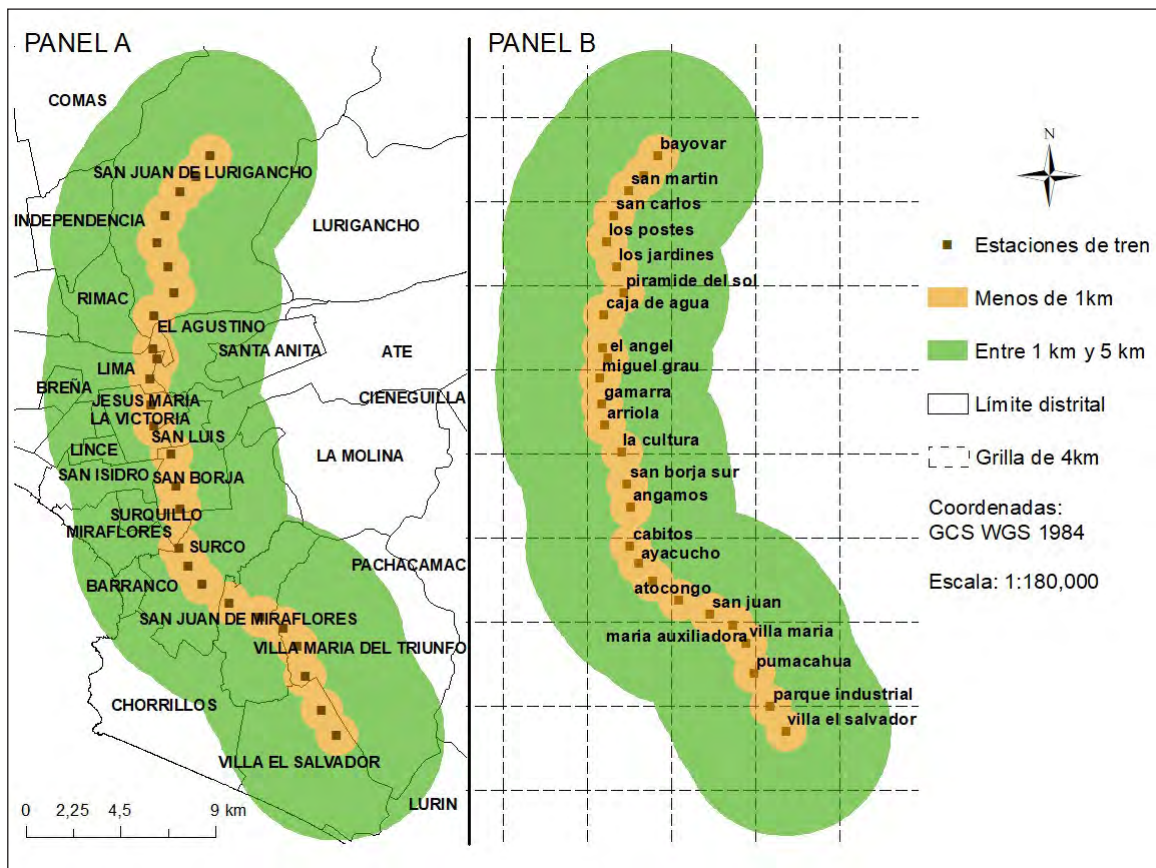 PANEL A
COMAS
SAN JUAN DE LURIGANCHO
INDEPENDENCIA
LURIGANCHO
RIMAC
EL AGUSTINO
SANTA ANITA
ATE
LIMA
BREÑA
CIENEGUILLA
JESUS MARIA
LA VICTORIA
SAN LUIS
LINCE
LA MOLINA
SAN ISIDRO
SAN BORJA
SURQUILLO
MIRAFLORES
SURCO
PACHACAMAC
BARRANCO
SAN JUAN DE MIRAFLORES
VILLA MARIA DEL TRIUNFO
CHORRILLOS
VILLA EL SALVADOR
LURIN
0 2,25 4,5 9 km
PANEL B
bayovar
san martin
san carlos
los postes
los jardines
piramide del sol
caja de agua
el angel
miguel grau
gamarra
arriola
la cultura
san borja sur
angamos
cabitos
ayacucho
atocongo
san juan
maria auxiliadora
villa maria
pumacahua
parque industrial
villa el salvador
N
Estaciones de tren
Menos de 1km
Entre 1 km y 5 km
Límite distrital
Grilla de 4km
Coordenadas:
GCS WGS 1984
Escala: 1:180,000